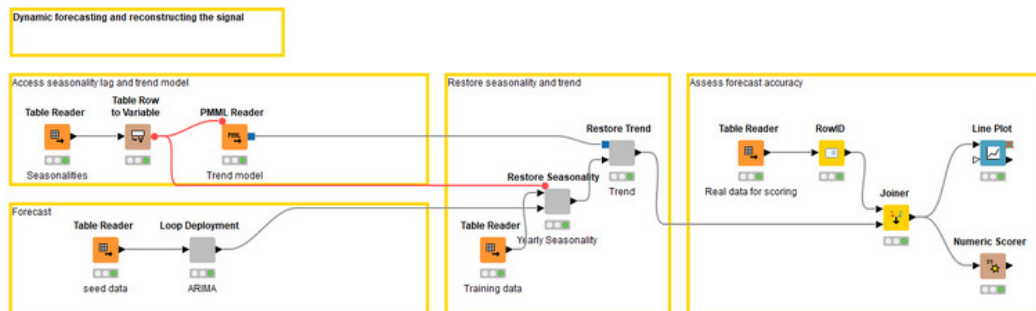 Dynamic forecasting and reconstructing the signal
Access seasonality lag and trend model
Table Reader
Seasonalities
Table Row
to Variable
PMML Reader
PMML
Trend model
Forecast
Table Reader
seed data
Loop Deployment
ARIMA
Restore seasonality and trend
Restore Trend
Trend
Restore Seasonality
Yearly Seasonality
Table Reader
Training data
Assess forecast accuracy
Table Reader
Real data for scoring
RowID
Joiner
Line Plot
Numeric Scorer